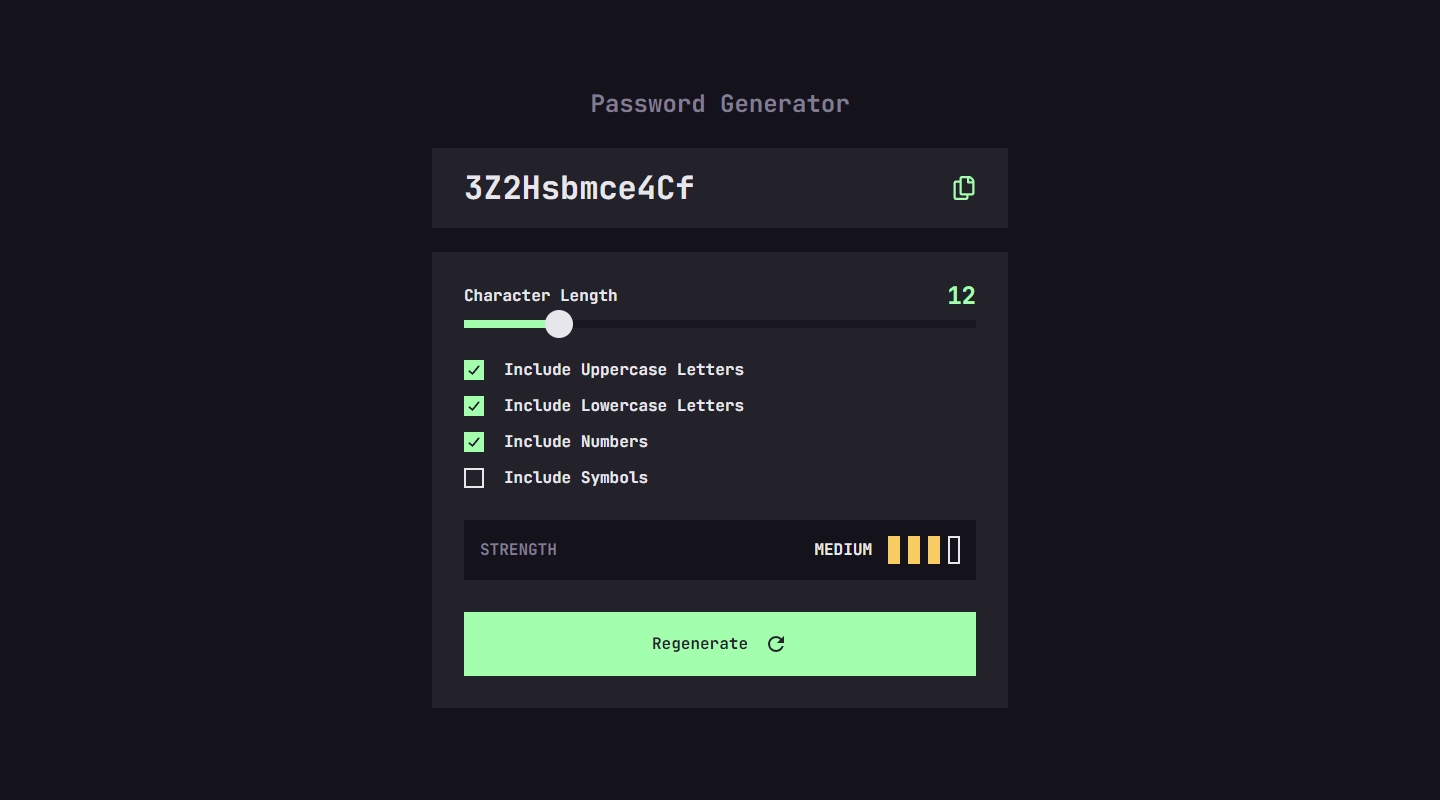 Password Generator
3Z2Hsbmce4Cf
Character Length 12
Include Uppercase Letters
Include Lowercase Letters
Include Numbers
Include Symbols
STRENGTH MEDIUM
Regenerate